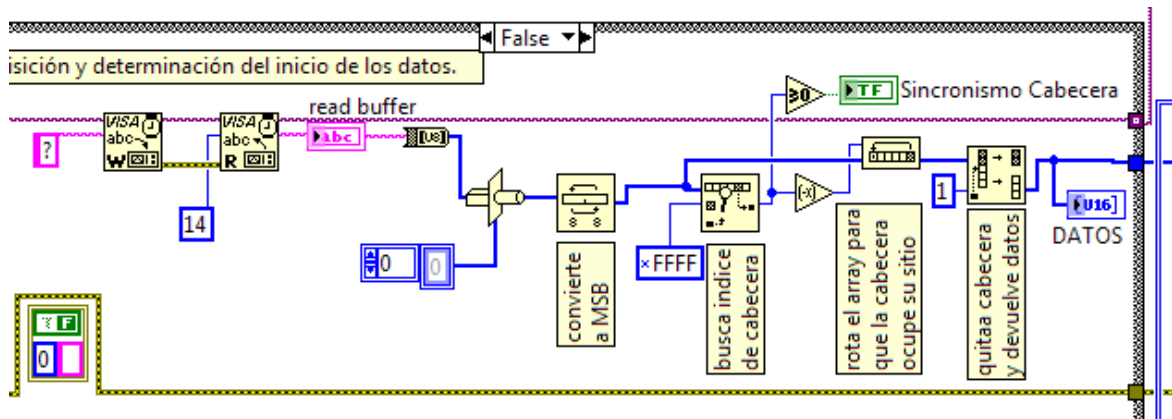 False
isición y determinación del inicio de los datos.
read buffer
VISA
abc
W
VISA
abc
R
abc
[U8]
?
14
0
0
convierte
a MSB
×FFFF
busca indice
de cabecera
≥0
TF
Sincronismo Cabecera
-x
rota el array para
que la cabecera
ocupe su sitio
1
quitaa cabecera
y devuelve datos
[U16]
DATOS
? F
0